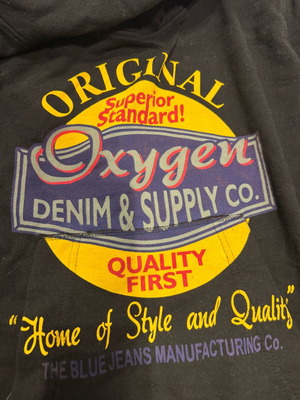 ORIGINAL
Superior
Standard!
Oxygen
DENIM & SUPPLY CO.
QUALITY
FIRST
"Home of Style and Quality"
THE BLUE JEANS MANUFACTURING Co.